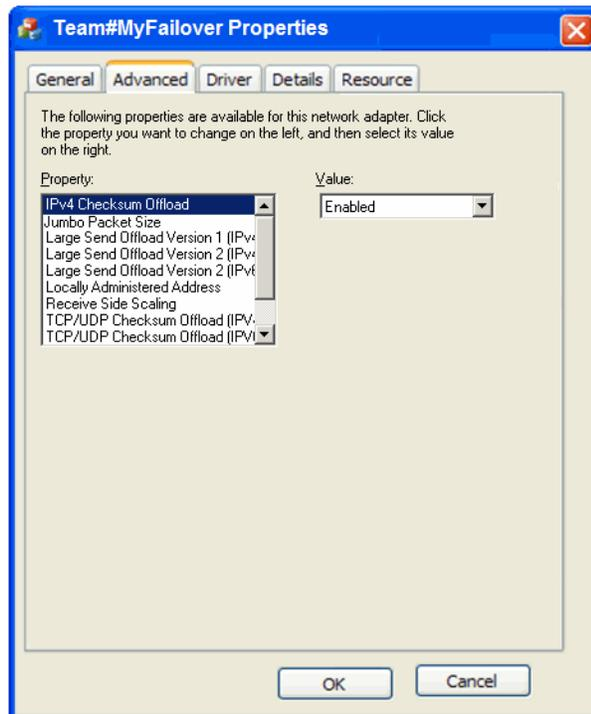 Team#MyFailover Properties
General Advanced Driver Details Resource
The following properties are available for this network adapter. Click
the property you want to change on the left, and then select its value
on the right.
Property: Value:
IPv4 Checksum Offload Enabled
Jumbo Packet Size
Large Send Offload Version 1 (IPv4
Large Send Offload Version 2 (IPv4
Large Send Offload Version 2 (IPv6
Locally Administered Address
Receive Side Scaling
TCP/UDP Checksum Offload (IPV
TCP/UDP Checksum Offload (IPV
OK Cancel